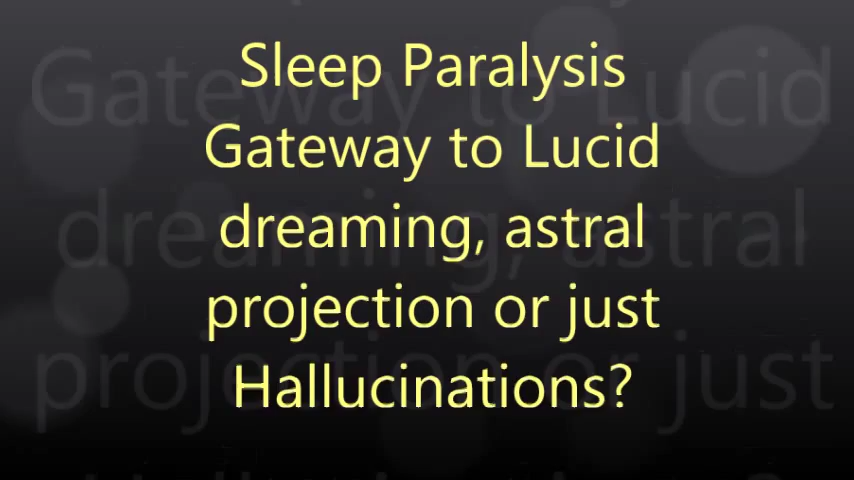 Sleep Paralysis
Gateway to Lucid
dreaming, astral
projection or just
Hallucinations?